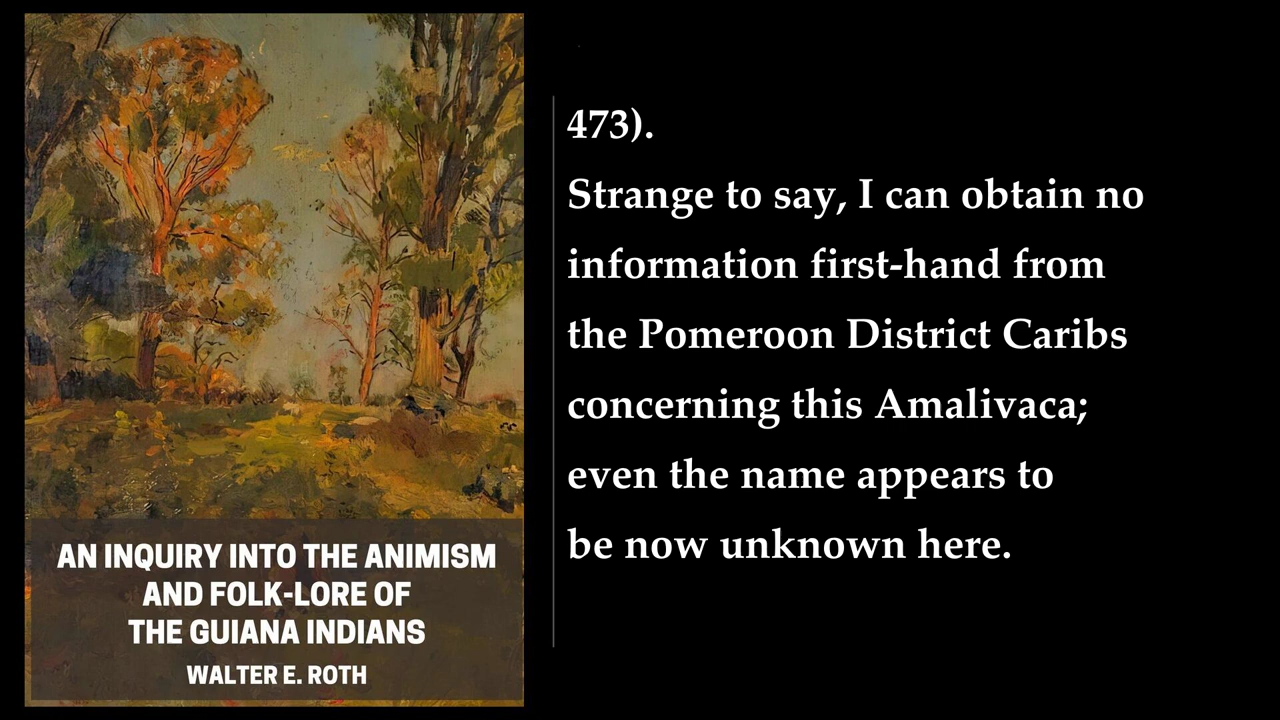 AN INQUIRY INTO THE ANIMISM
AND FOLK-LORE OF
THE GUIANA INDIANS
WALTER E. ROTH
473).
Strange to say, I can obtain no
information first-hand from
the Pomeroon District Caribs
concerning this Amalivaca;
even the name appears to
be now unknown here.